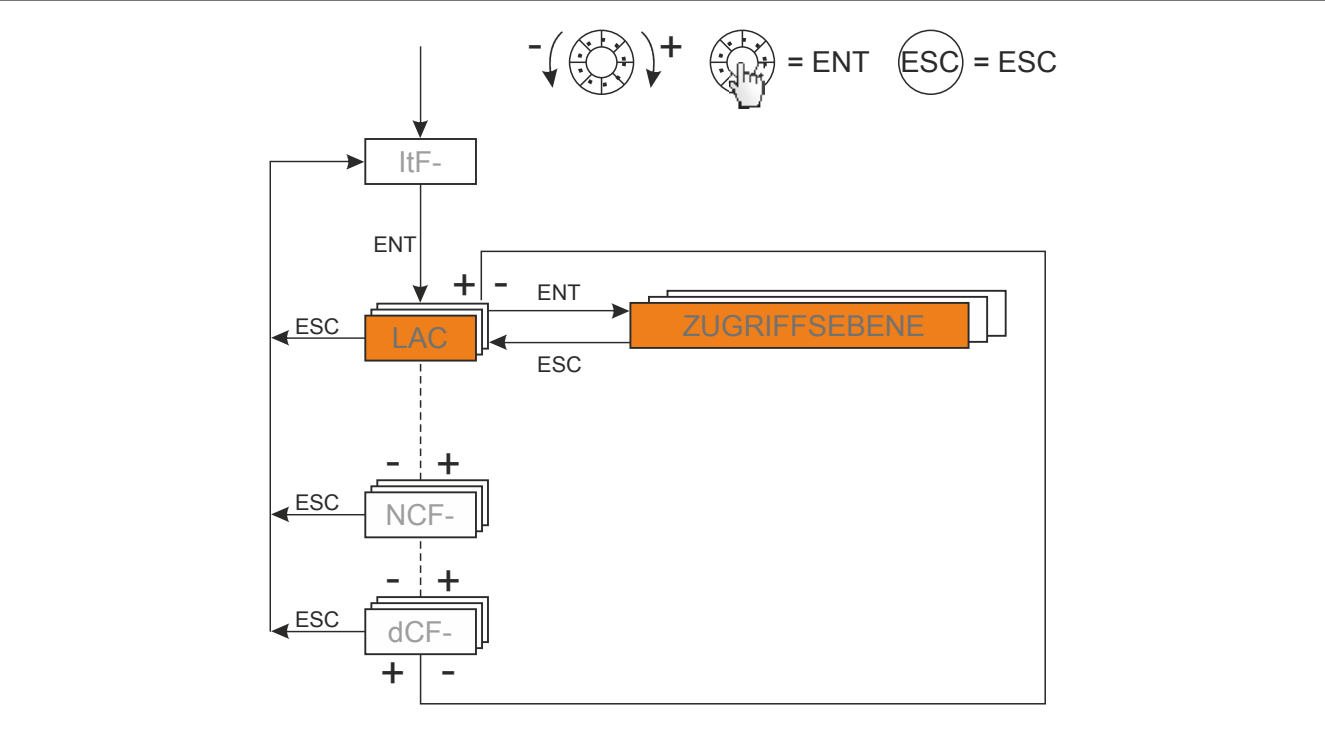 - + = ENT ESC = ESC
ItF-
ENT
+ -
ENT
ESC
LAC
ZUGRIFFSEBENE
ESC
- +
ESC
NCF-
- +
ESC
dCF-
+ -